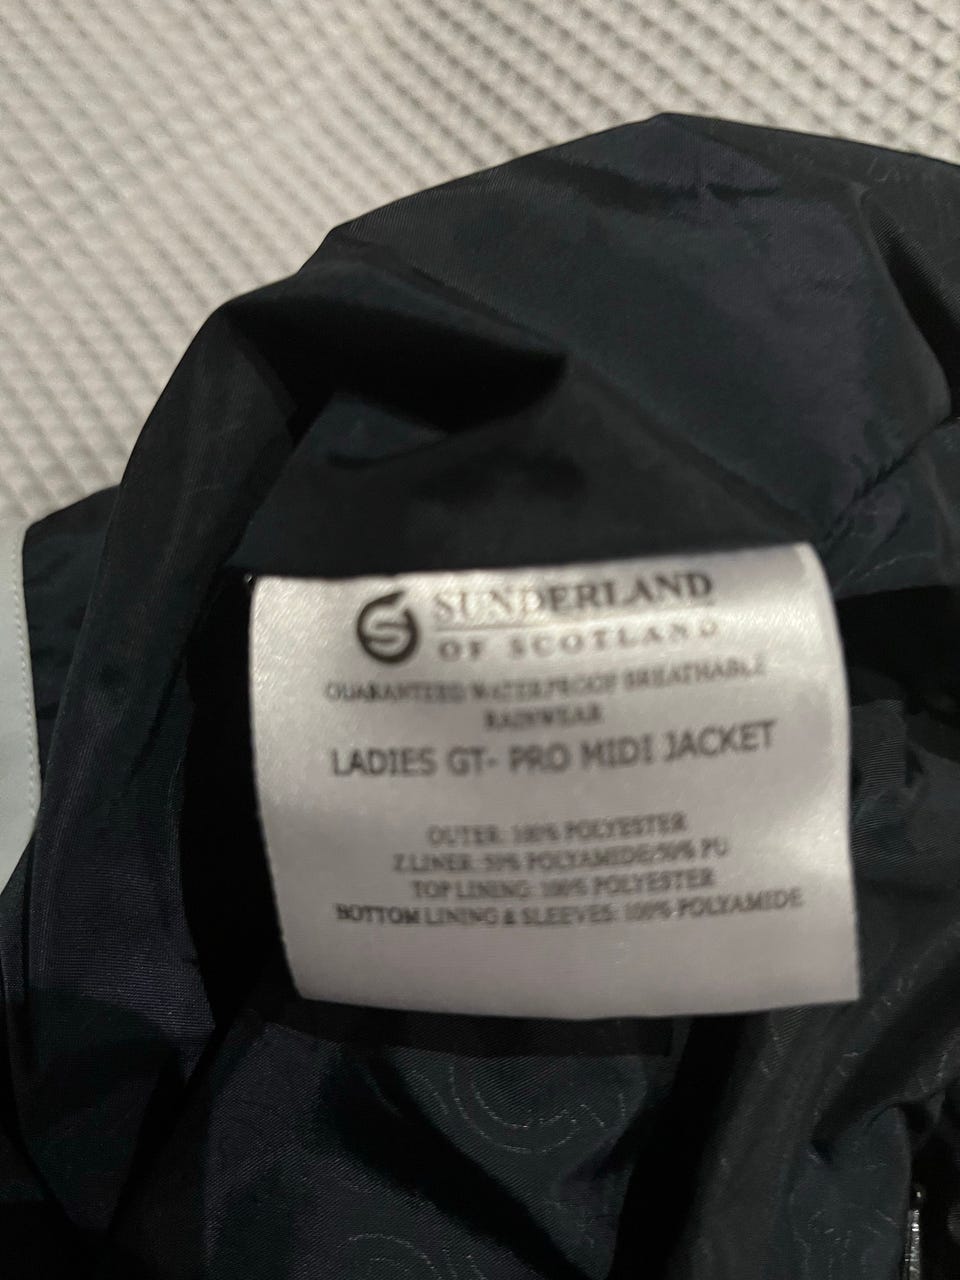 SUNDERLAND
OF SCOTLAND
GUARANTEED WATERPROOF BREATHABLE
RAINWEAR
LADIES GT- PRO MIDI JACKET
OUTER: 100% POLYESTER
Z.LINER: 50% POLYAMIDE/50% PU
TOP LINING: 100% POLYESTER
BOTTOM LINING & SLEEVES: 100% POLYAMIDE